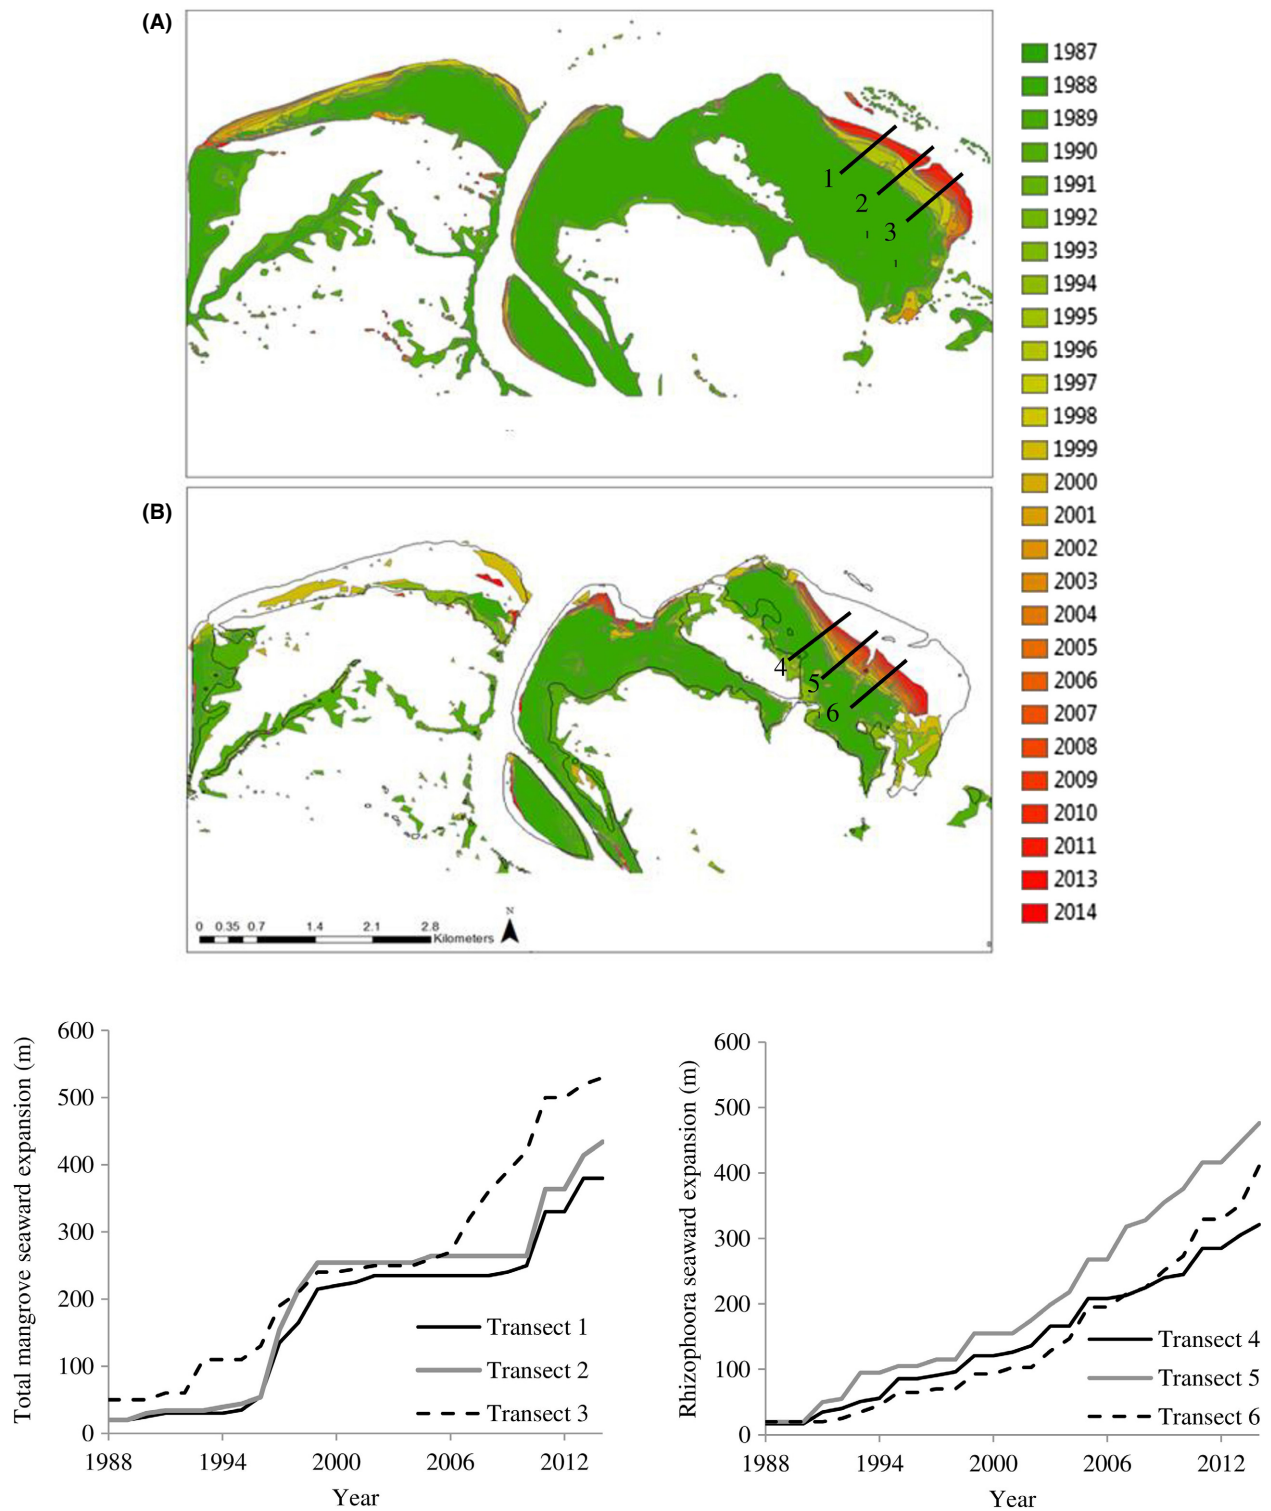 (A)
1
2
3
1987
1988
1989
1990
1991
1992
1993
1994
1995
1996
1997
1998
1999
2000
2001
2002
2003
2004
2005
2006
2007
2008
2009
2010
2011
2013
2014
(B)
4
5
6
0 0.35 0.7 1.4 2.1 2.8
Kilometers
N
Total mangrove seaward expansion (m)
600
500
400
300
200
100
0
1988 1994 2000 2006 2012
Year
Transect 1
Transect 2
Transect 3
Rhizophoora seaward expansion (m)
600
500
400
300
200
100
0
1988 1994 2000 2006 2012
Year
Transect 4
Transect 5
Transect 6